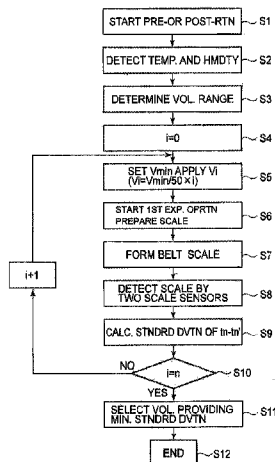 START PRE-OR POST-RTN
S1
DETECT TEMP. AND HMDTY
S2
DETERMINE VOL. RANGE
S3
i=0
S4
SET Vmin APPLY Vi
(Vi=Vmin/50×i)
S5
START 1ST EXP. OPRTN
PREPARE SCALE
S6
FORM BELT SCALE
S7
i+1
DETECT SCALE BY
TWO SCALE SENSORS
S8
CALC. STNDRD DVTN OF tn-tn'
S9
NO
i=n
S10
YES
SELECT VOL. PROVIDING
MIN. STNDRD DVTN
S11
END
S12